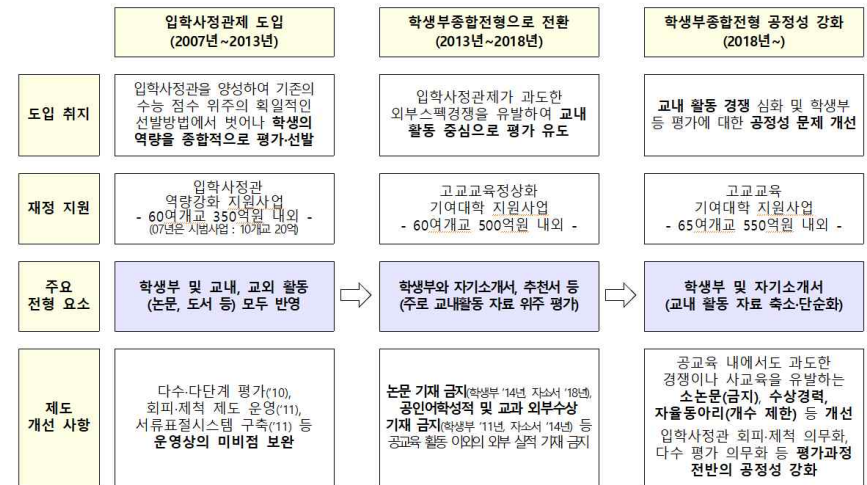 입학사정관제 도입
(2007년~2013년)
학생부종합전형으로 전환
(2013년~2018년)
학생부종합전형 공정성 강화
(2018년~)
도입 취지
입학사정관을 양성하여 기존의
수능 점수 위주의 획일적인
선발방법에서 벗어나 학생의
역량을 종합적으로 평가·선발
입학사정관제가 과도한
외부스펙경쟁을 유발하여 교내
활동 중심으로 평가 유도
교내 활동 경쟁 심화 및 학생부
등 평가에 대한 공정성 문제 개선
재정 지원
입학사정관
역량강화 지원사업
- 60여개교 350억원 내외 -
(07년은 시범사업 : 10개교 20억)
고교교육정상화
기여대학 지원사업
- 60여개교 500억원 내외 -
고교교육
기여대학 지원사업
- 65여개교 550억원 내외 -
주요
전형 요소
학생부 및 교내, 교외 활동
(논문, 도서 등) 모두 반영
학생부와 자기소개서, 추천서 등
(주로 교내활동 자료 위주 평가)
학생부 및 자기소개서
(교내 활동 자료 축소·단순화)
제도
개선 사항
다수·다단계 평가('10),
회피·제척 제도 운영('11),
서류표절시스템 구축('11) 등
운영상의 미비점 보완
논문 기재 금지(학생부 '14년, 자소서 '18년),
공인어학성적 및 교과 외부수상
기재 금지(학생부 '11년, 자소서 '14년) 등
공교육 활동 이외의 외부 실적 기재 금지
공교육 내에서도 과도한
경쟁이나 사교육을 유발하는
소논문(금지), 수상경력,
자율동아리(개수 제한) 등 개선
입학사정관 회피·제척 의무화,
다수 평가 의무화 등 평가과정
전반의 공정성 강화